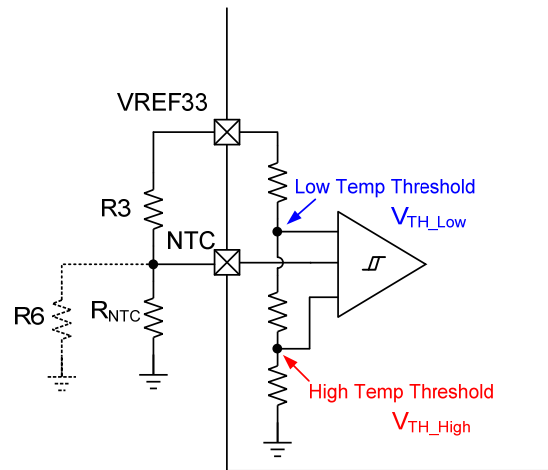 VREF33
Low Temp Threshold
R3
VTH_Low
NTC
R6
RNTC
High Temp Threshold
VTH_High